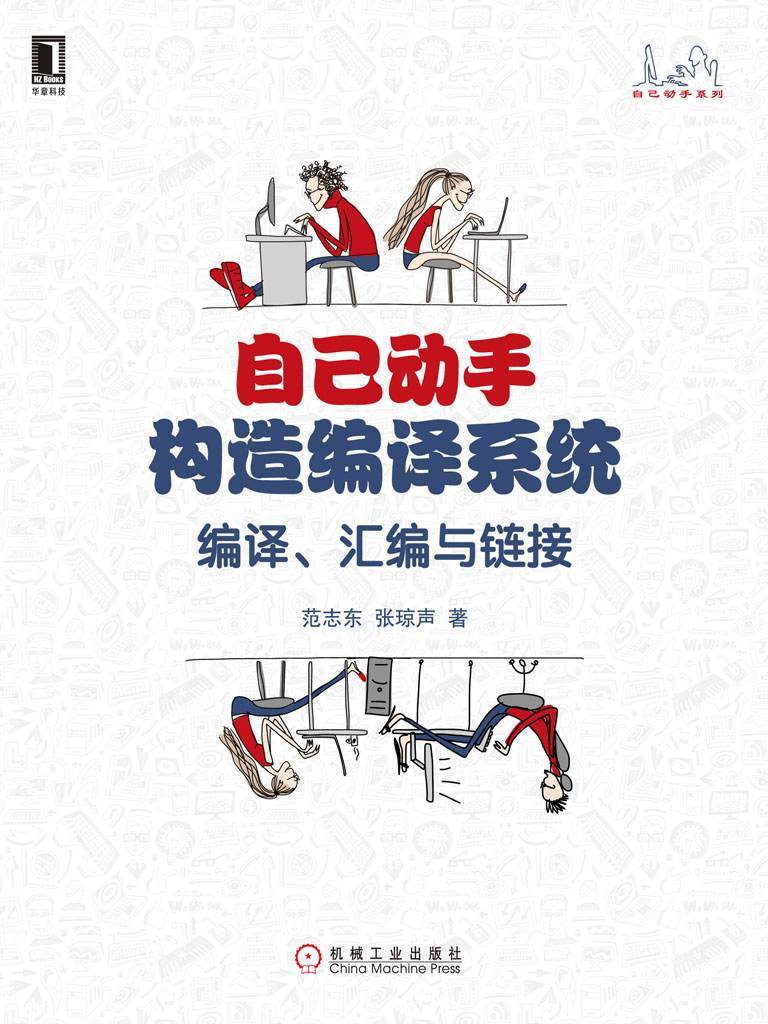 HZ Books
华章科技
自己动手系列
自己动手
构造编译系统
编译、汇编与链接
范志东 张琼声 著
机械工业出版社
China Machine Press